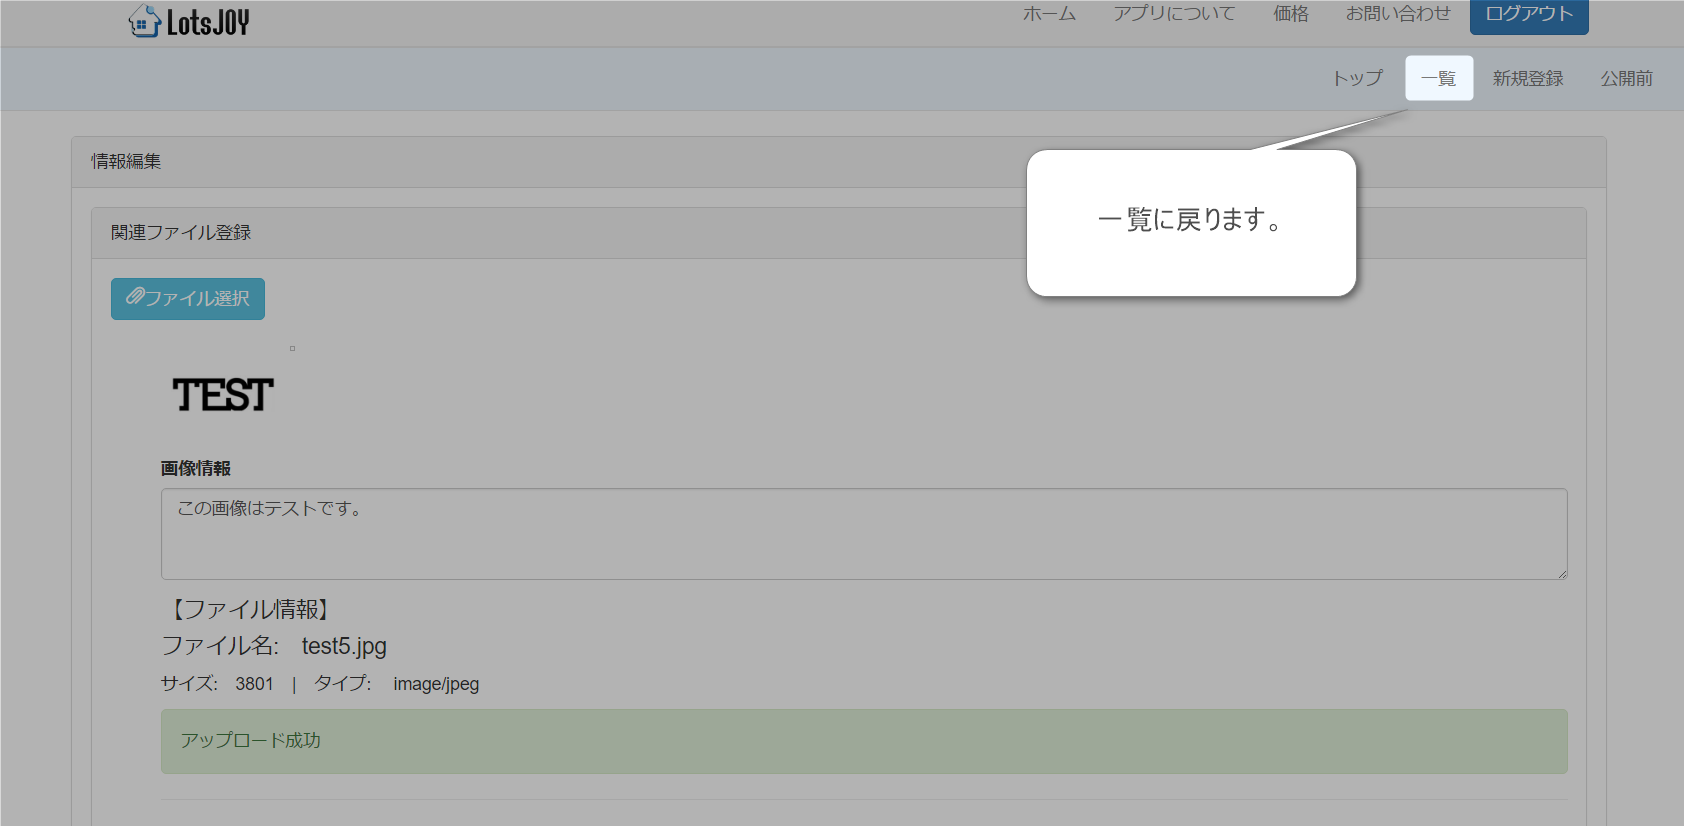 LotsJOY
ホーム アプリについて 価格 お問い合わせ ログアウト
トップ 一覧 新規登録 公開前
情報編集
一覧に戻ります。
関連ファイル登録
ファイル選択
TEST
画像情報
この画像はテストです。
【ファイル情報】
ファイル名: test5.jpg
サイズ: 3801 | タイプ: image/jpeg
アップロード成功